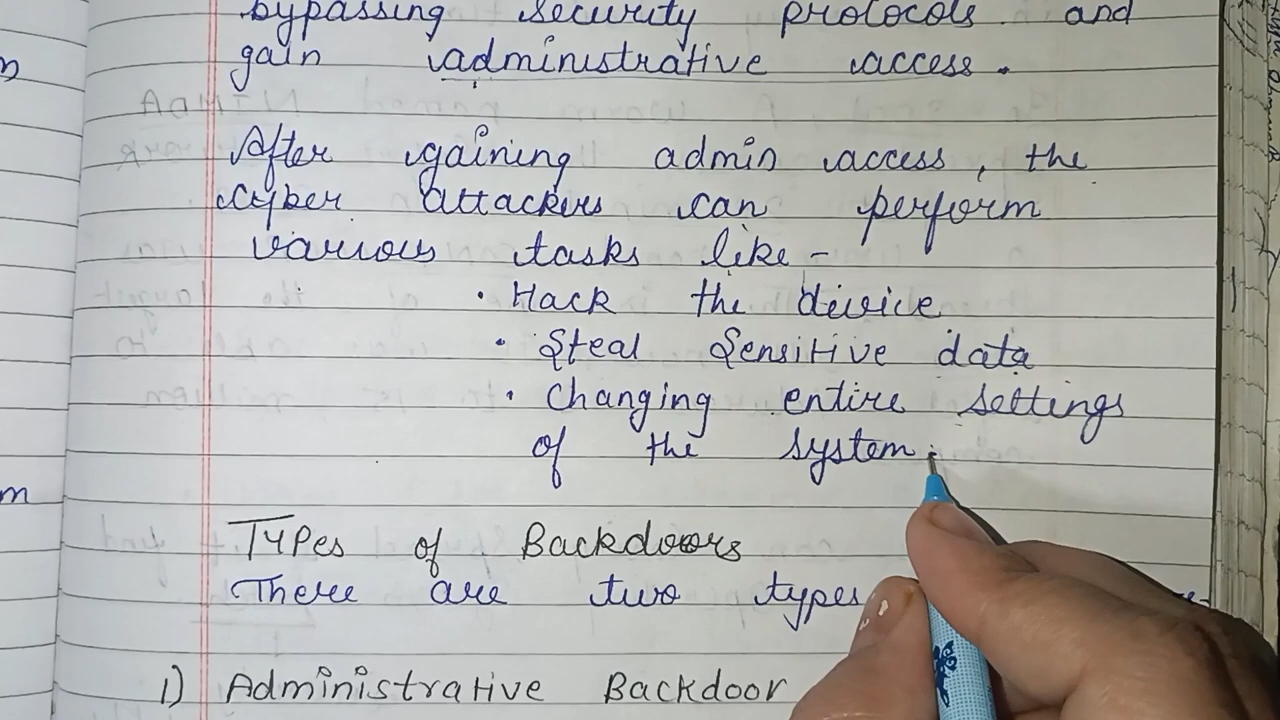 bypassing security protocols and
gain administrative access.
After gaining admin access, the
Cyber attackers can perform
various tasks like -
• Hack the device
• Steal Sensitive data
• Changing entire settings
of the system.
Types of Backdoors
There are two types
1) Administrative Backdoor